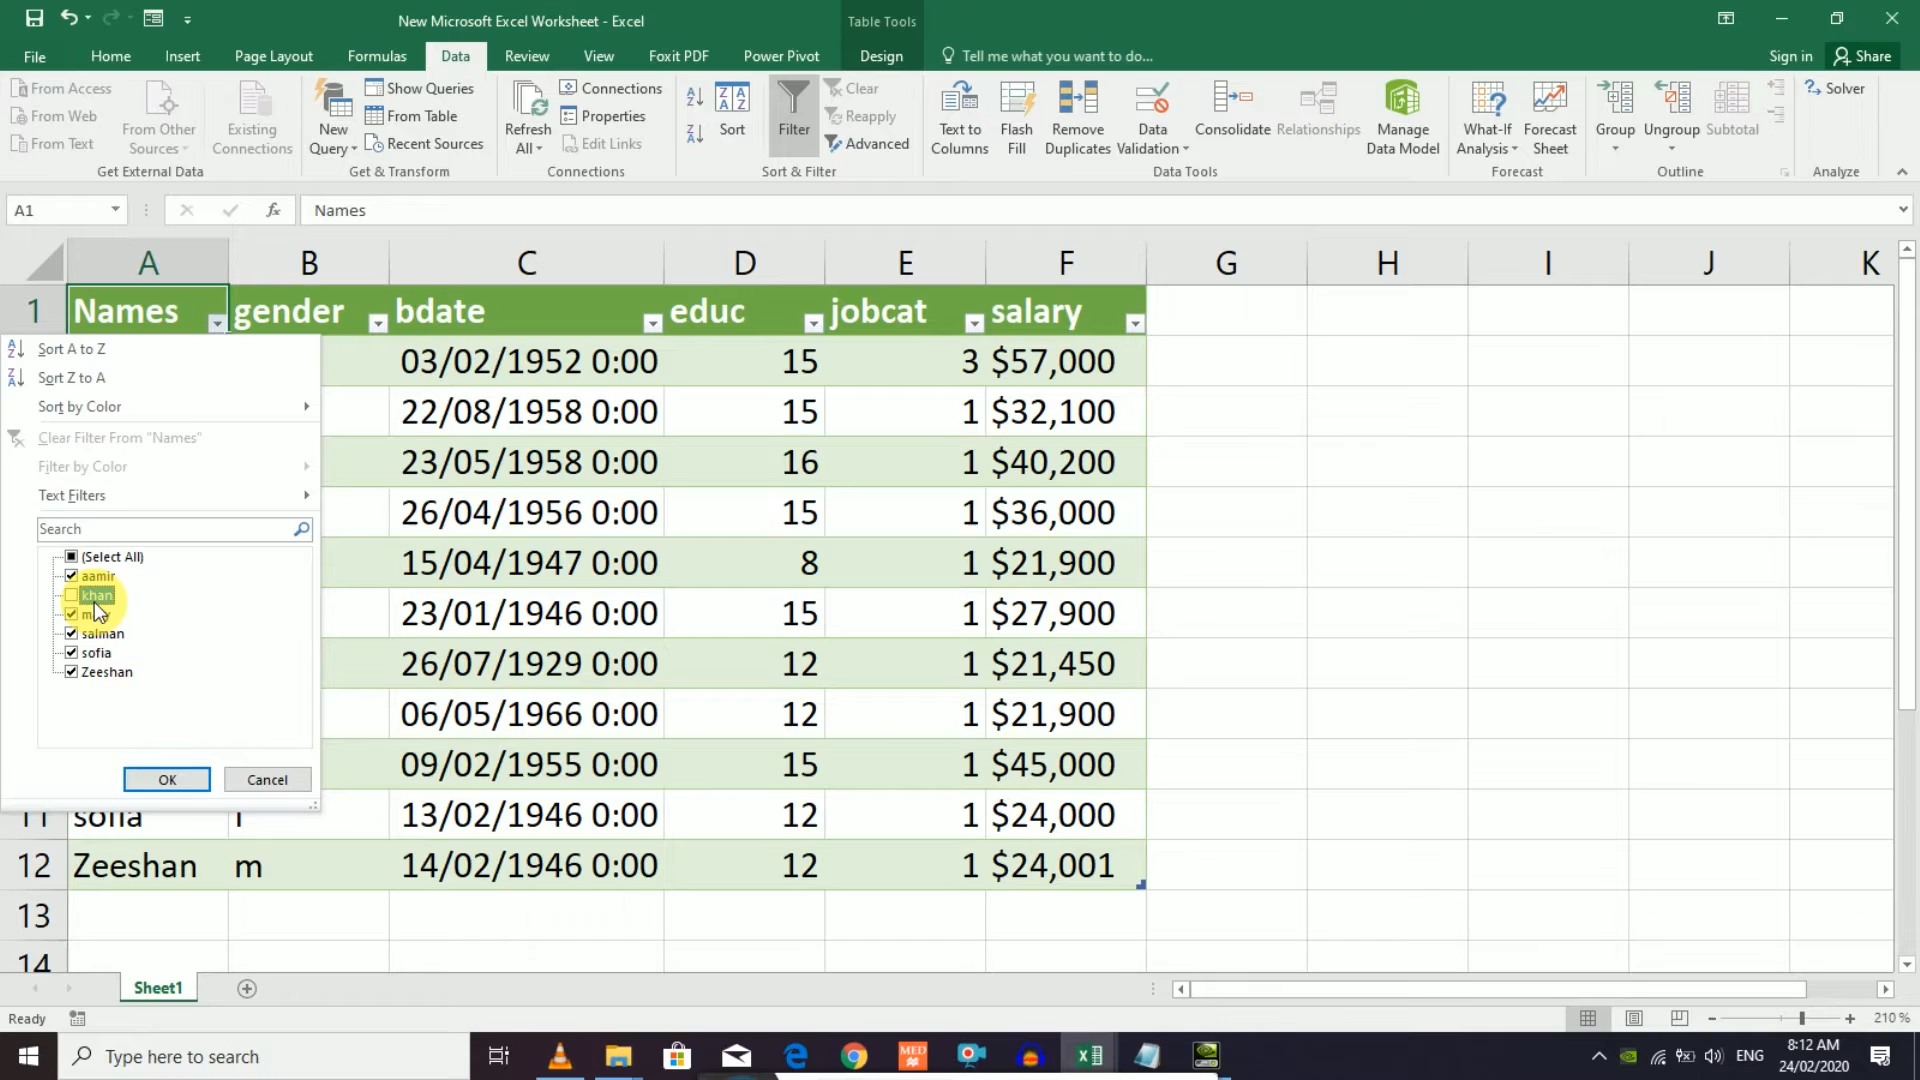 New Microsoft Excel Worksheet - Excel
Table Tools
File Home Insert Page Layout Formulas Data Review View Foxit PDF Power Pivot Design Tell me what you want to do... Sign in Share
From Access
From Web
From Text
From Other Sources
Existing Connections
Get External Data
New Query
Show Queries
From Table
Recent Sources
Get & Transform
Refresh All
Connections
Properties
Edit Links
Connections
Sort
Filter
Clear
Reapply
Advanced
Sort & Filter
Text to Columns
Flash Fill
Remove Duplicates
Data Validation
Consolidate
Relationships
Manage Data Model
Data Tools
What-If Analysis
Forecast Sheet
Forecast
Group
Ungroup
Subtotal
Outline
Solver
Analyze
A1
fx
Names
A B C D E F G H I J K
1 Names gender bdate educ jobcat salary
Sort A to Z
Sort Z to A
Sort by Color
Clear Filter From "Names"
Filter by Color
Text Filters
Search
(Select All)
aamir
khan
salman
sofia
Zeeshan
OK Cancel
03/02/1952 0:00 15 3 $57,000
22/08/1958 0:00 15 1 $32,100
23/05/1958 0:00 16 1 $40,200
26/04/1956 0:00 15 1 $36,000
15/04/1947 0:00 8 1 $21,900
23/01/1946 0:00 15 1 $27,900
26/07/1929 0:00 12 1 $21,450
06/05/1966 0:00 12 1 $21,900
09/02/1955 0:00 15 1 $45,000
11 sofia f 13/02/1946 0:00 12 1 $24,000
12 Zeeshan m 14/02/1946 0:00 12 1 $24,001
13
14
Sheet1
Ready
210 %
Type here to search
MED
ENG
8:12 AM
24/02/2020